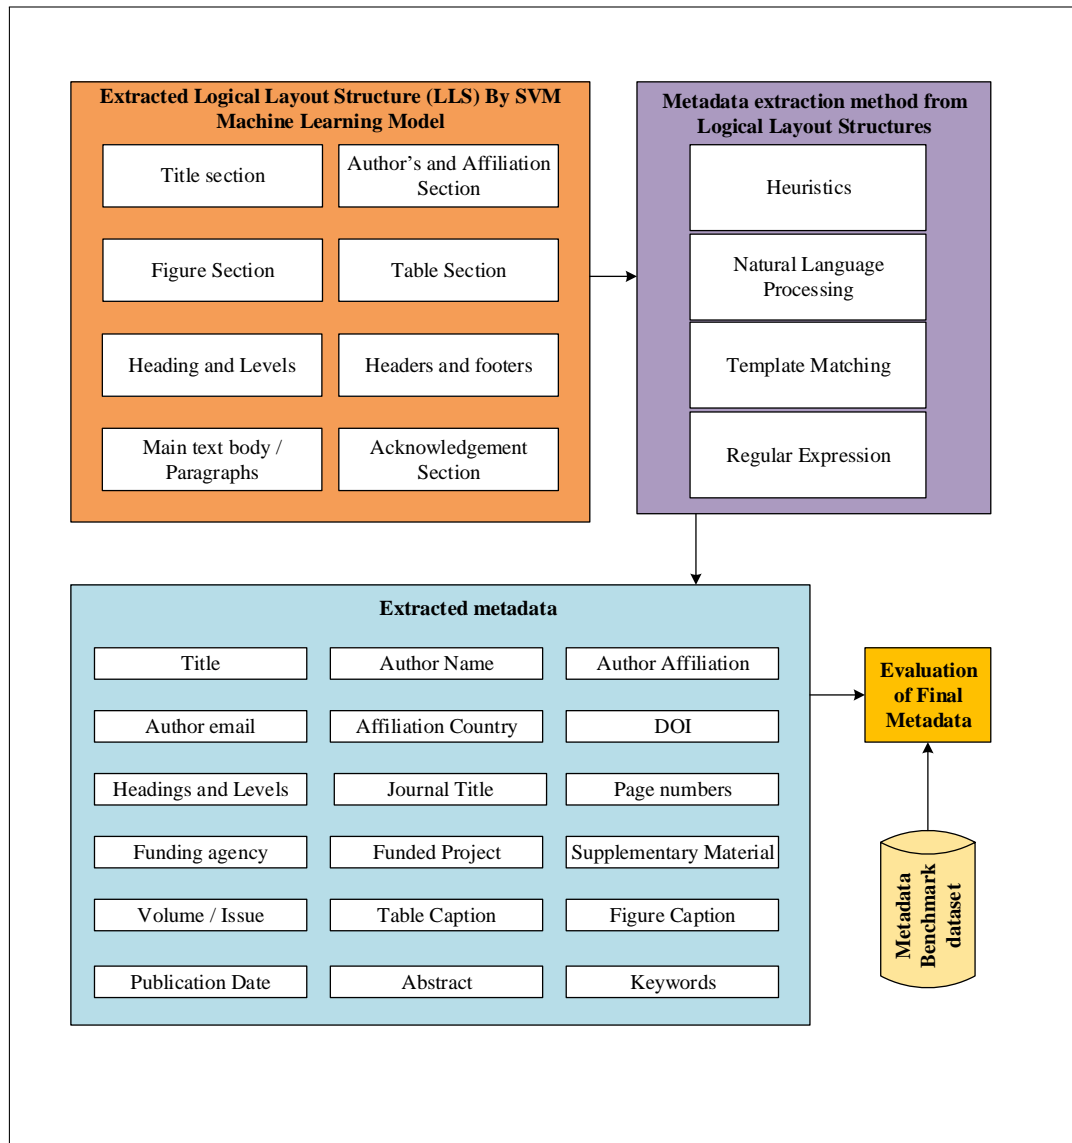 Extracted Logical Layout Structure (LLS) By SVM
Machine Learning Model
Title section
Author's and Affiliation
Section
Figure Section
Table Section
Heading and Levels
Headers and footers
Main text body /
Paragraphs
Acknowledgement
Section
Metadata extraction method from
Logical Layout Structures
Heuristics
Natural Language
Processing
Template Matching
Regular Expression
Extracted metadata
Title
Author Name
Author Affiliation
Author email
Affiliation Country
DOI
Headings and Levels
Journal Title
Page numbers
Funding agency
Funded Project
Supplementary Material
Volume / Issue
Table Caption
Figure Caption
Publication Date
Abstract
Keywords
Evaluation
of Final
Metadata
Metadata
Benchmark
dataset